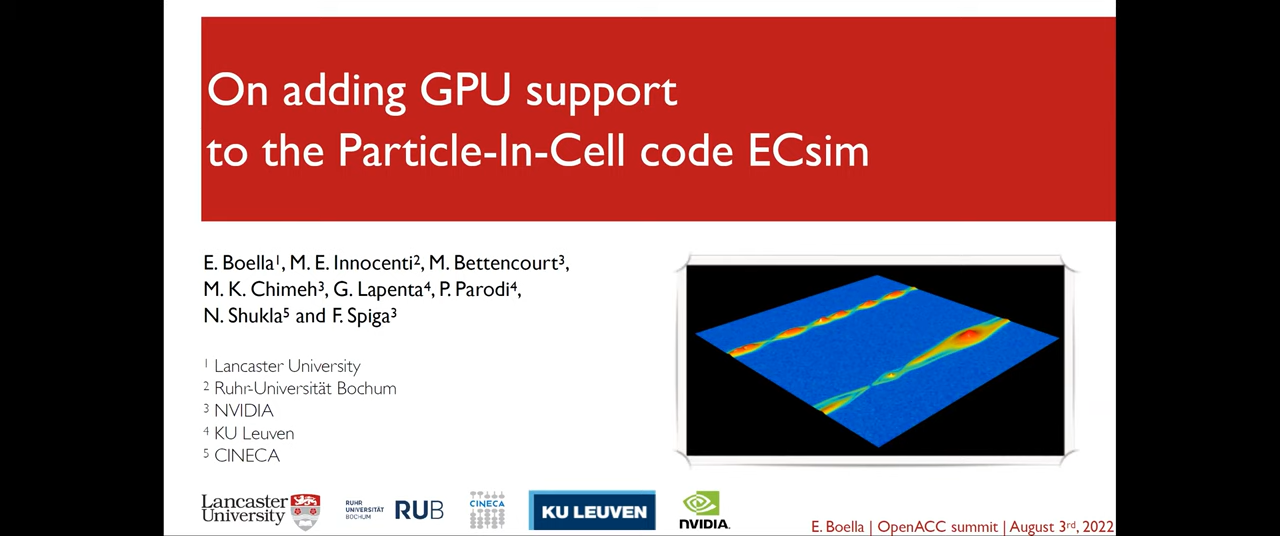 On adding GPU support
to the Particle-In-Cell code ECsim
E. Boella¹, M. E. Innocenti², M. Bettencourt³,
M. K. Chimeh³, G. Lapenta⁴, P. Parodi⁴,
N. Shukla⁵ and F. Spiga³
¹ Lancaster University
² Ruhr-Universität Bochum
³ NVIDIA
⁴ KU Leuven
⁵ CINECA
Lancaster University
RUHR UNIVERSITÄT BOCHUM RUB
CINECA
KU LEUVEN
NVIDIA.
E. Boella | OpenACC summit | August 3rd, 2022